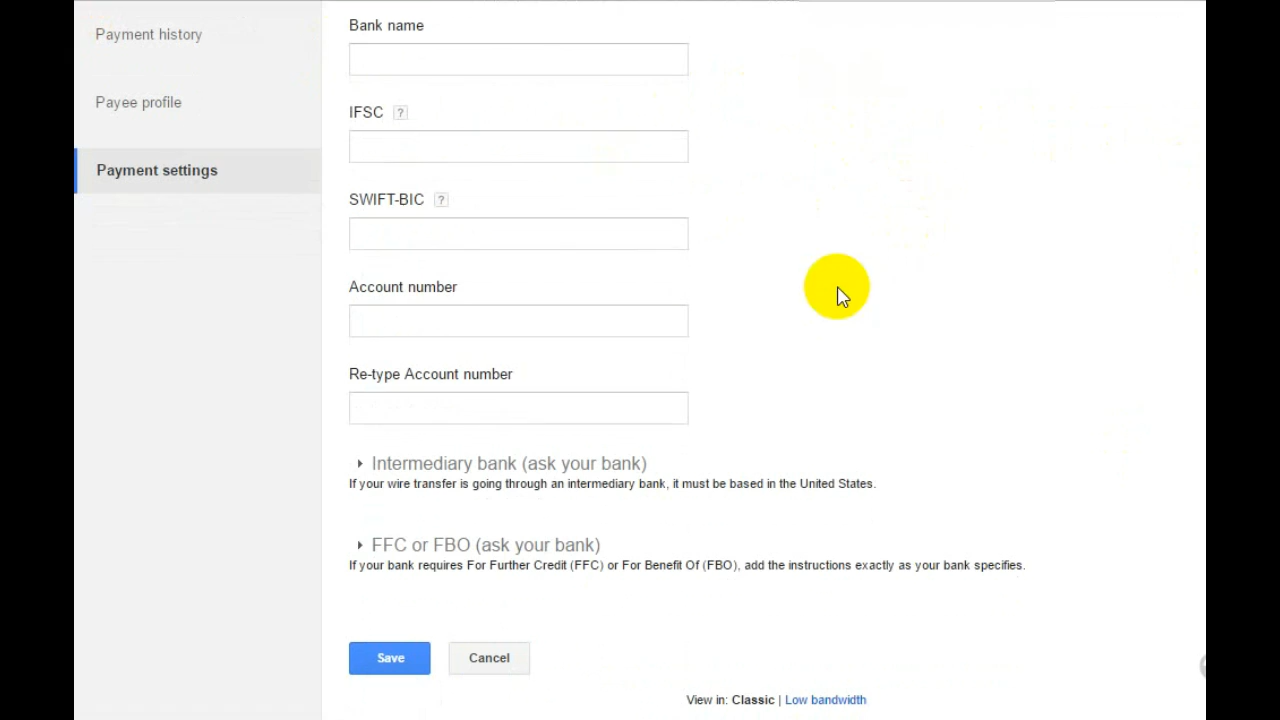 Payment history
Payee profile
Payment settings
Bank name
IFSC ?
SWIFT-BIC ?
Account number
Re-type Account number
Intermediary bank (ask your bank)
If your wire transfer is going through an intermediary bank, it must be based in the United States.
FFC or FBO (ask your bank)
If your bank requires For Further Credit (FFC) or For Benefit Of (FBO), add the instructions exactly as your bank specifies.
Save Cancel
View in: Classic | Low bandwidth